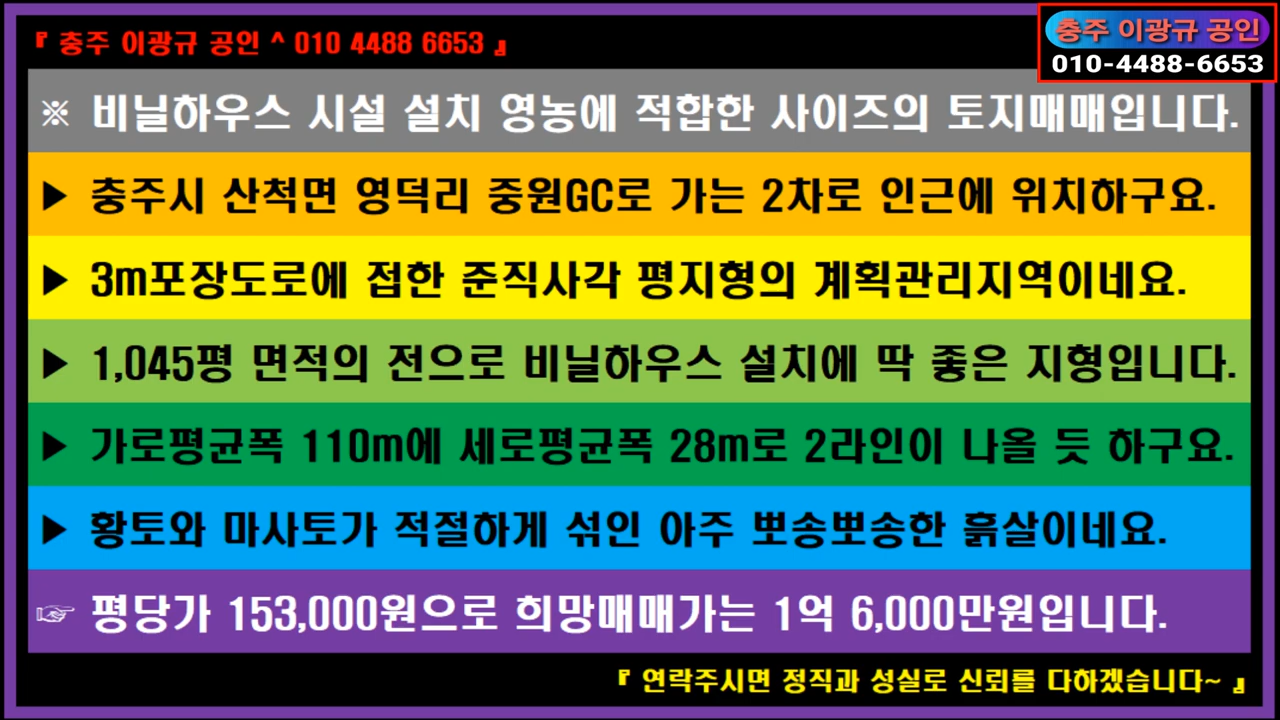 『 충주 이광규 공인 ^ 010 4488 6653 』
충주 이광규 공인
010-4488-6653
※ 비닐하우스 시설 설치 영농에 적합한 사이즈의 토지매매입니다.
▶ 충주시 산척면 영덕리 중원GC로 가는 2차로 인근에 위치하구요.
▶ 3m포장도로에 접한 준직사각 평지형의 계획관리지역이네요.
▶ 1,045평 면적의 전으로 비닐하우스 설치에 딱 좋은 지형입니다.
▶ 가로평균폭 110m에 세로평균폭 28m로 2라인이 나올 듯 하구요.
▶ 황토와 마사토가 적절하게 섞인 아주 뽀송뽀송한 흙살이네요.
☞ 평당가 153,000원으로 희망매매가는 1억 6,000만원입니다.
『 연락주시면 정직과 성실로 신뢰를 다하겠습니다~ 』